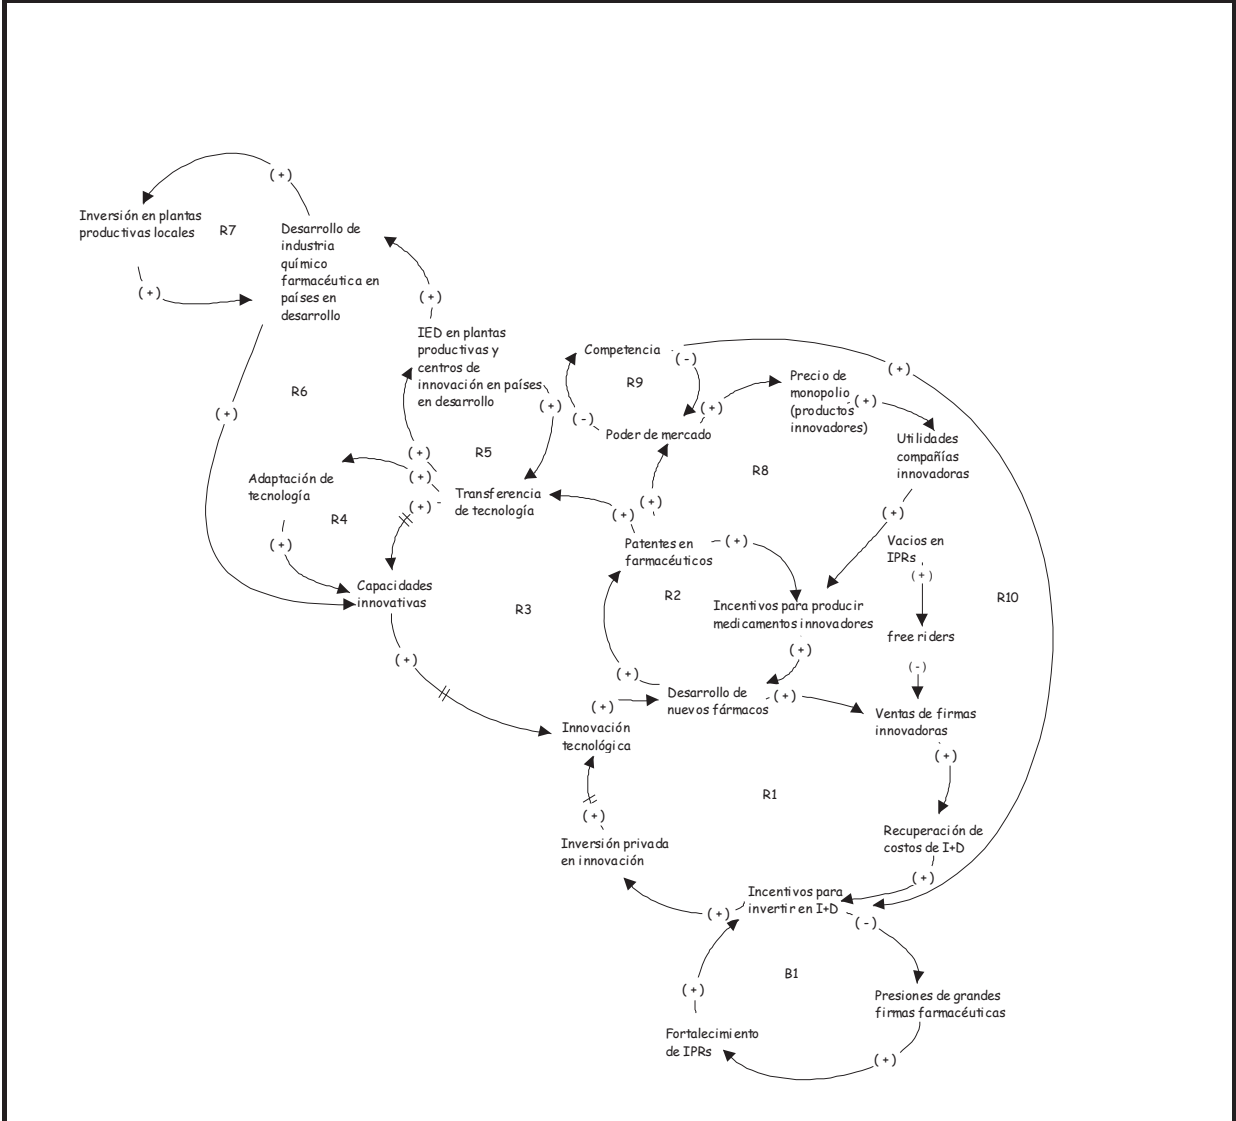 (+)
Inversión en plantas
productivas locales
R7
Desarrollo de
industria
químico
farmacéutica en
países en
desarrollo
(+)
(+)
IED en plantas
productivas y
centros de
innovación en países
en desarrollo
R6
(+)
(+)
Competencia
(-)
R9
(-)
(+)
Poder de mercado
Precio de
monopolio
(productos
innovadores)
(+)
(+)
Utilidades
compañías
innovadoras
(+)
R5
(+)
Adaptación de
tecnología
(+)
R4
(+)
Transferencia
de tecnología
R8
(+)
(+)
(+)
Patentes en
farmacéuticos
(+)
(+)
Vacios en
IPRs
(+)
Capacidades
innovativas
R3
R2
Incentivos para producir
medicamentos innovadores
R10
free riders
(+)
(+)
(+)
(-)
Desarrollo de
nuevos fármacos
(+)
(+)
Ventas de firmas
innovadoras
Innovación
tecnológica
(+)
R1
(+)
Inversión privada
en innovación
Recuperación de
costos de I+D
(+)
Incentivos para
invertir en I+D
(+)
(-)
B1
(+)
Presiones de grandes
firmas farmacéuticas
Fortalecimiento
de IPRs
(+)